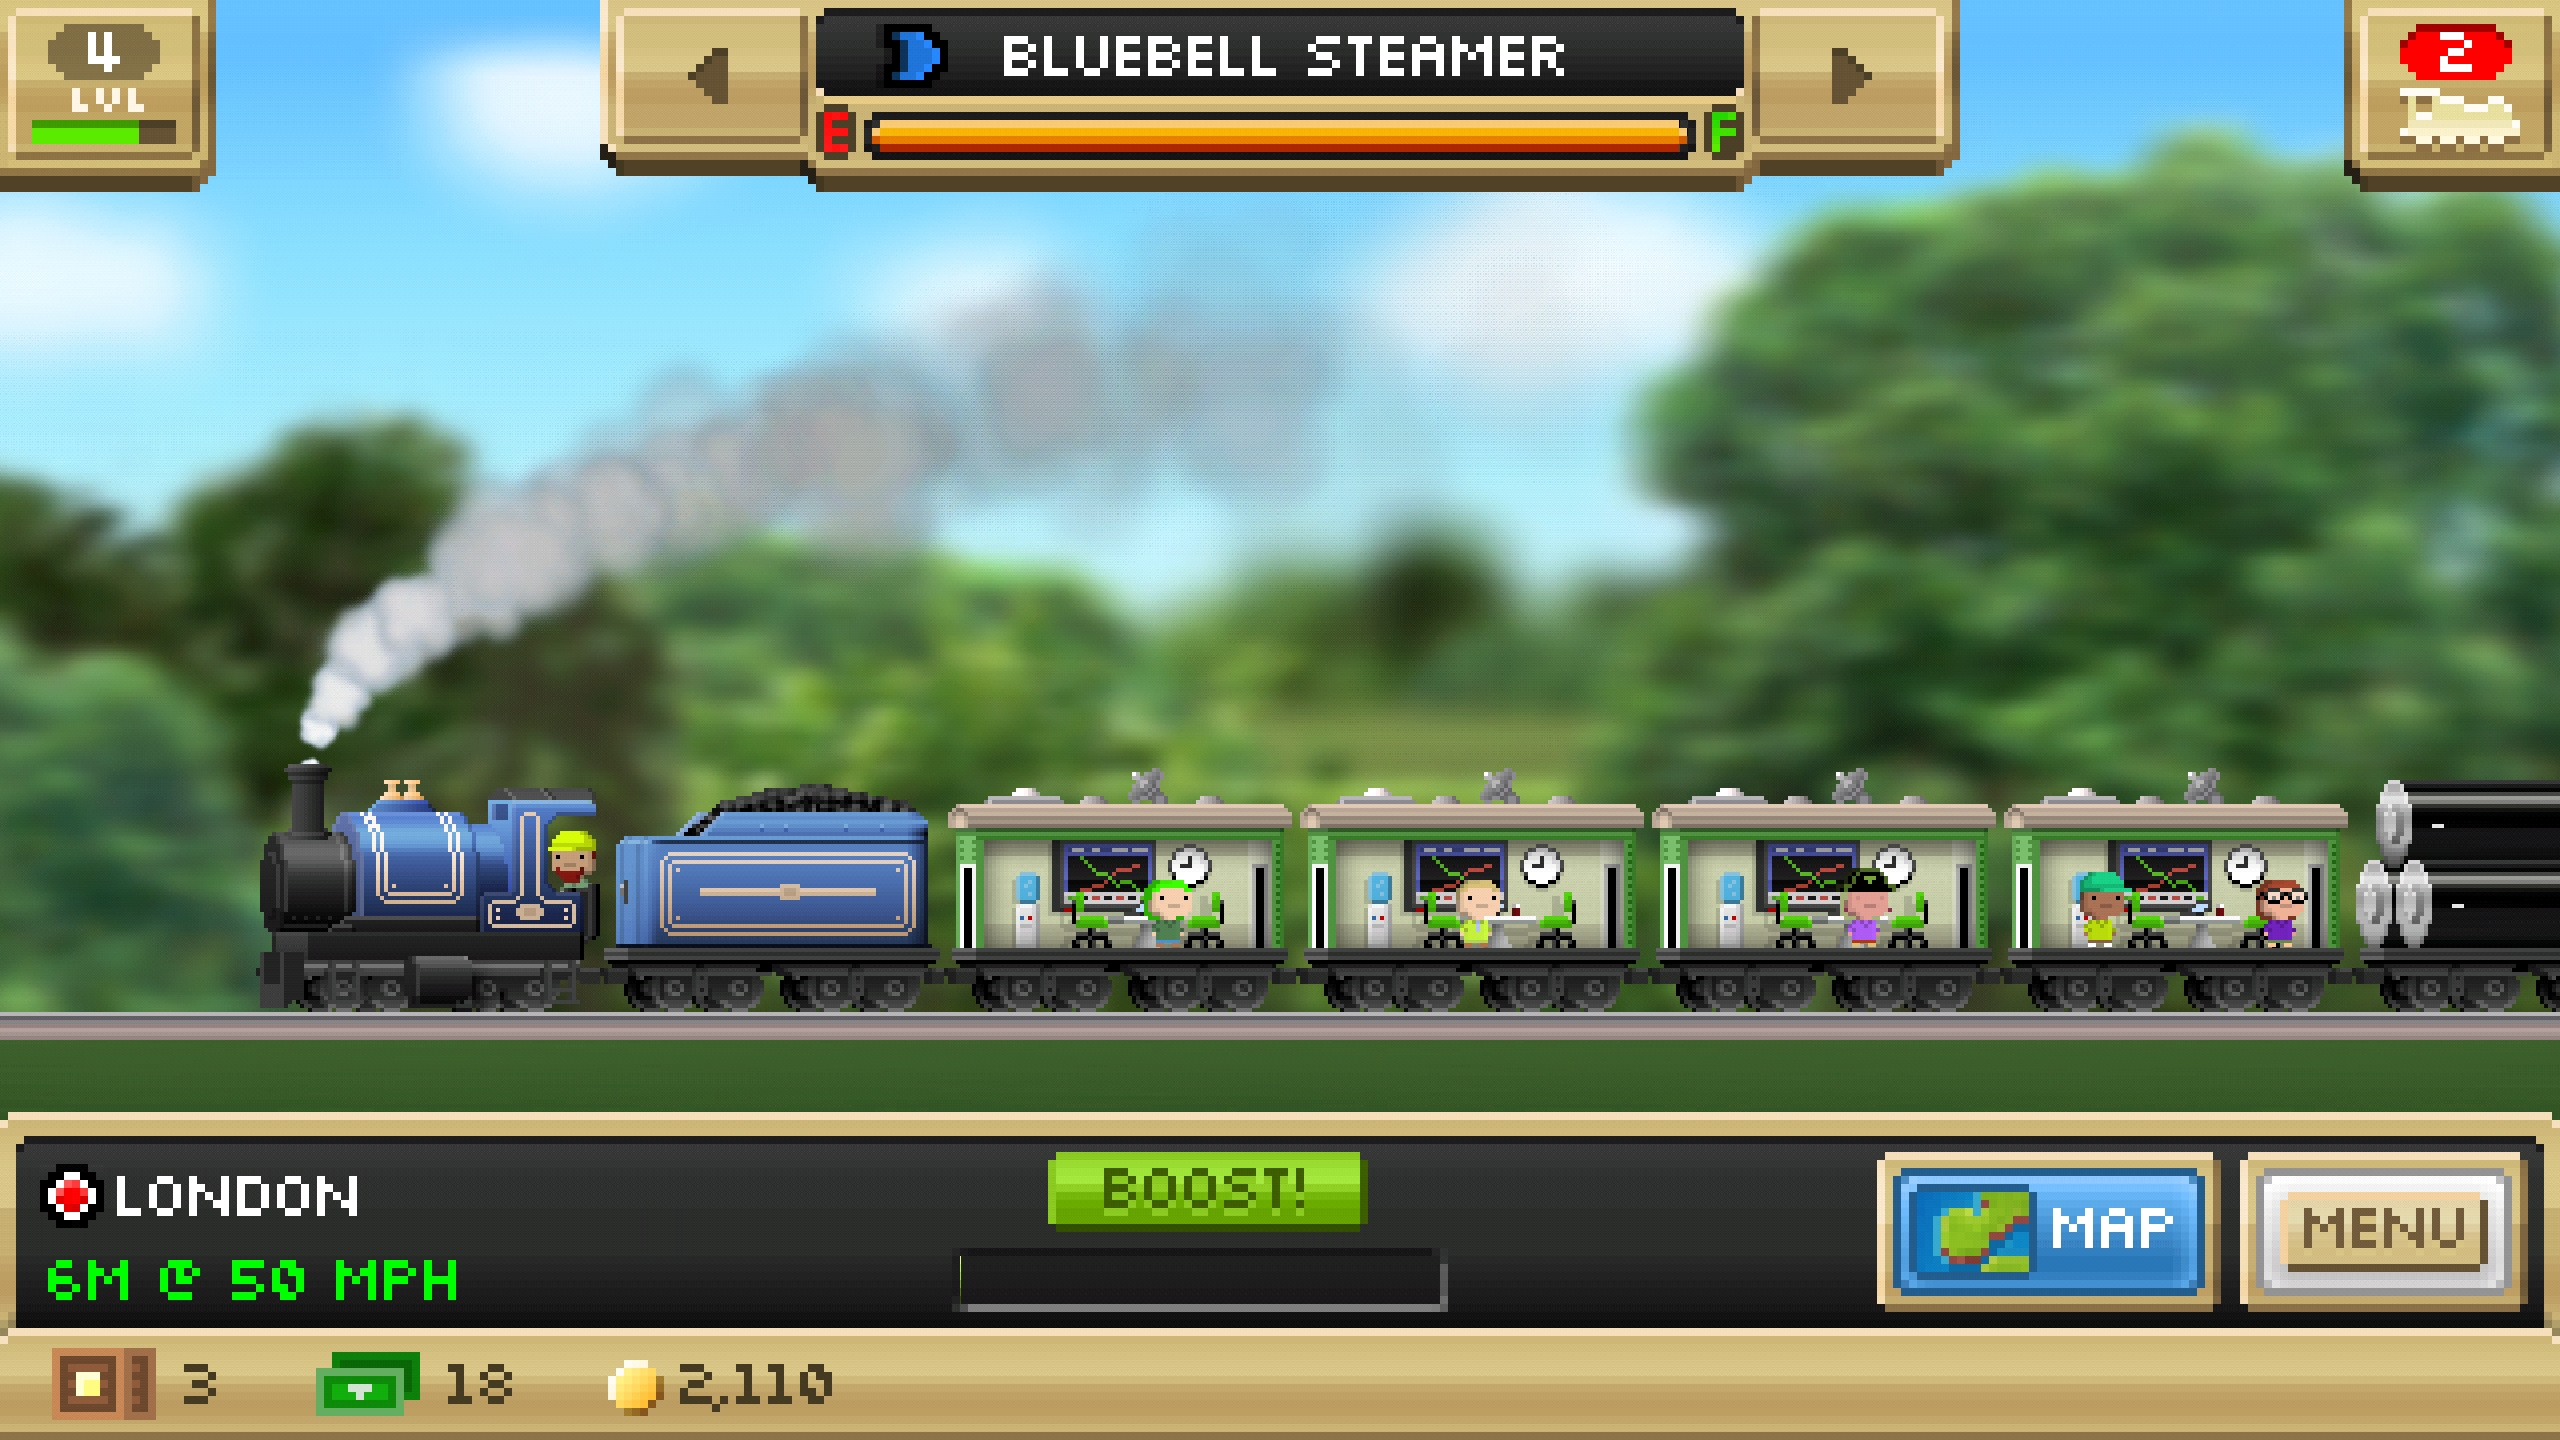 4
LVL
BLUEBELL STEAMER
E F
2
LONDON
6M @ 50 MPH
BOOST!
MAP
MENU
3
18
2,110